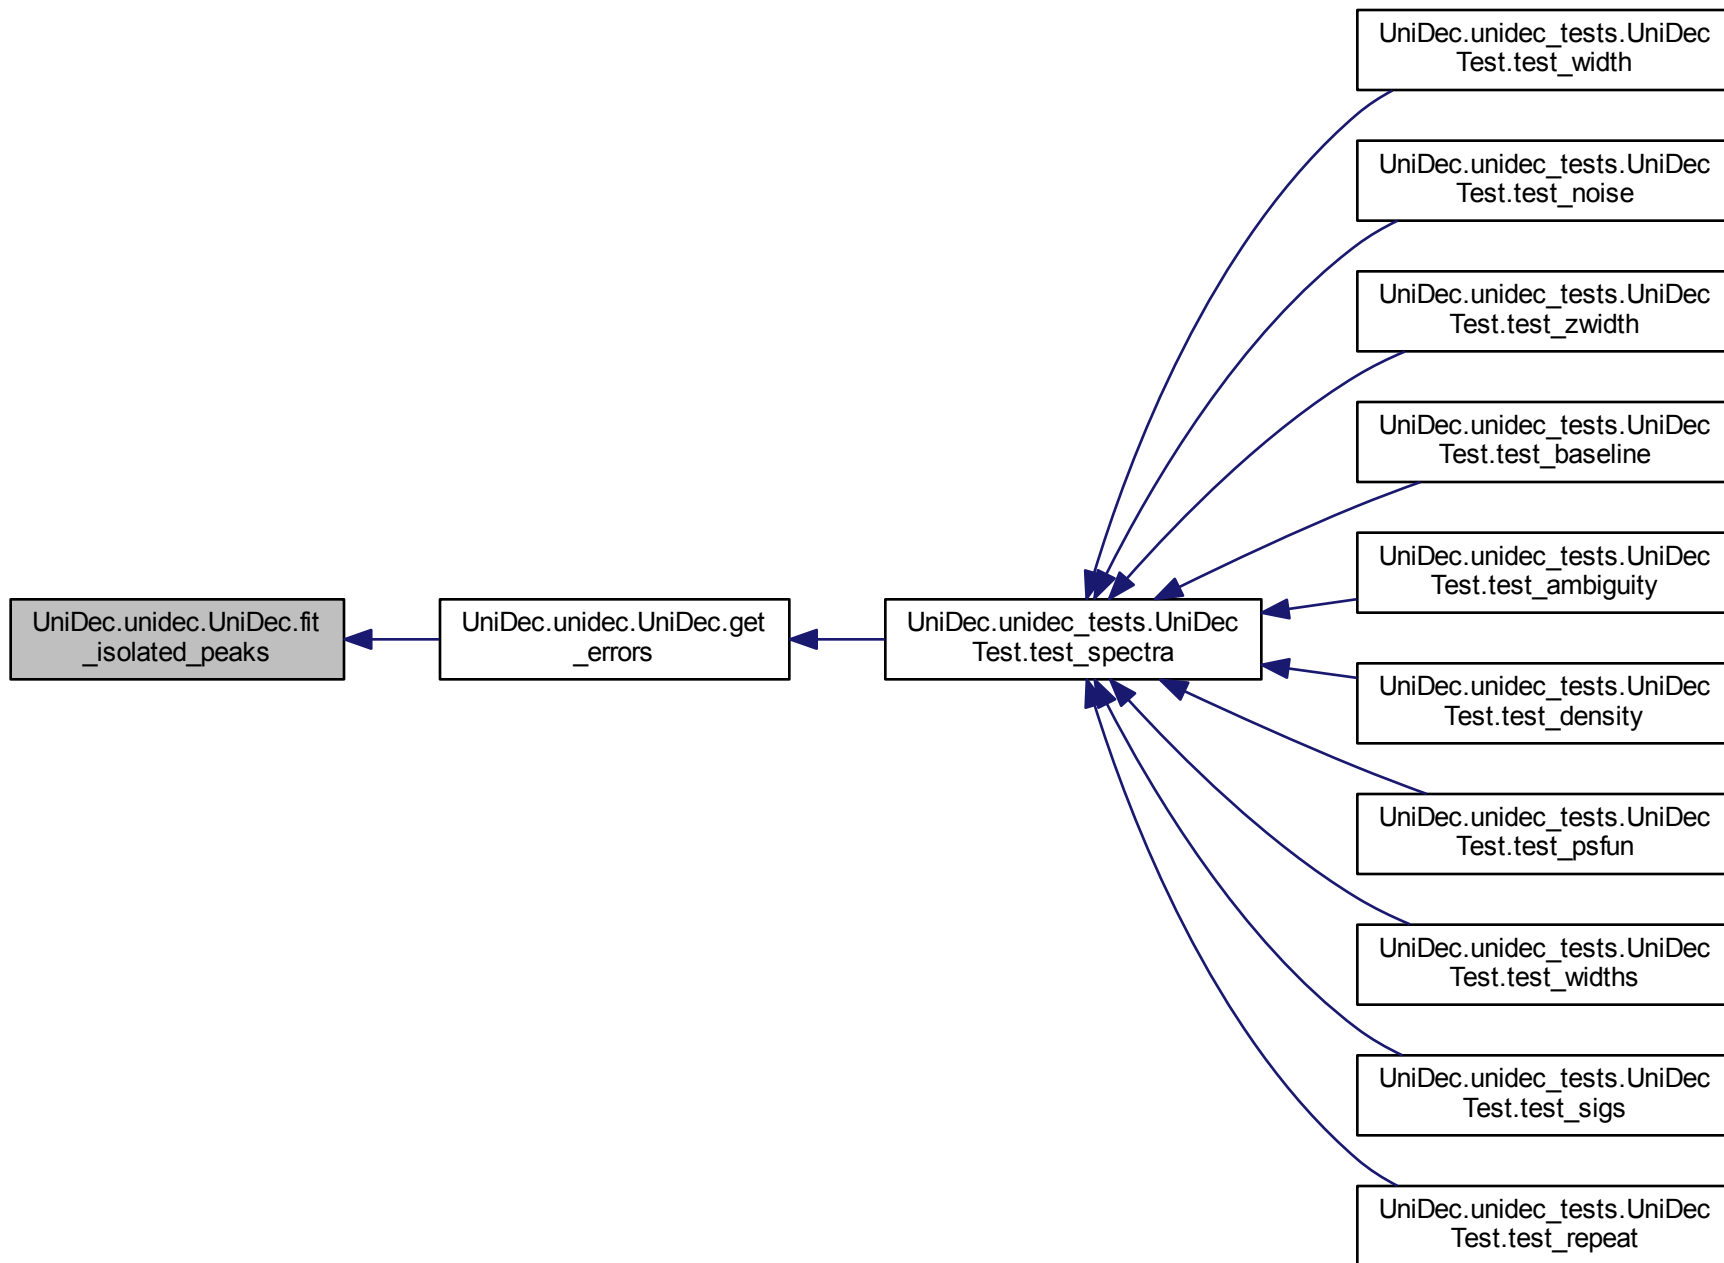 UniDec.unidec_tests.UniDec
Test.test_width
UniDec.unidec_tests.UniDec
Test.test_noise
UniDec.unidec_tests.UniDec
Test.test_zwidth
UniDec.unidec_tests.UniDec
Test.test_baseline
UniDec.unidec_tests.UniDec
Test.test_ambiguity
UniDec.unidec.UniDec.fit
_isolated_peaks
UniDec.unidec.UniDec.get
_errors
UniDec.unidec_tests.UniDec
Test.test_spectra
UniDec.unidec_tests.UniDec
Test.test_density
UniDec.unidec_tests.UniDec
Test.test_psfun
UniDec.unidec_tests.UniDec
Test.test_widths
UniDec.unidec_tests.UniDec
Test.test_sigs
UniDec.unidec_tests.UniDec
Test.test_repeat